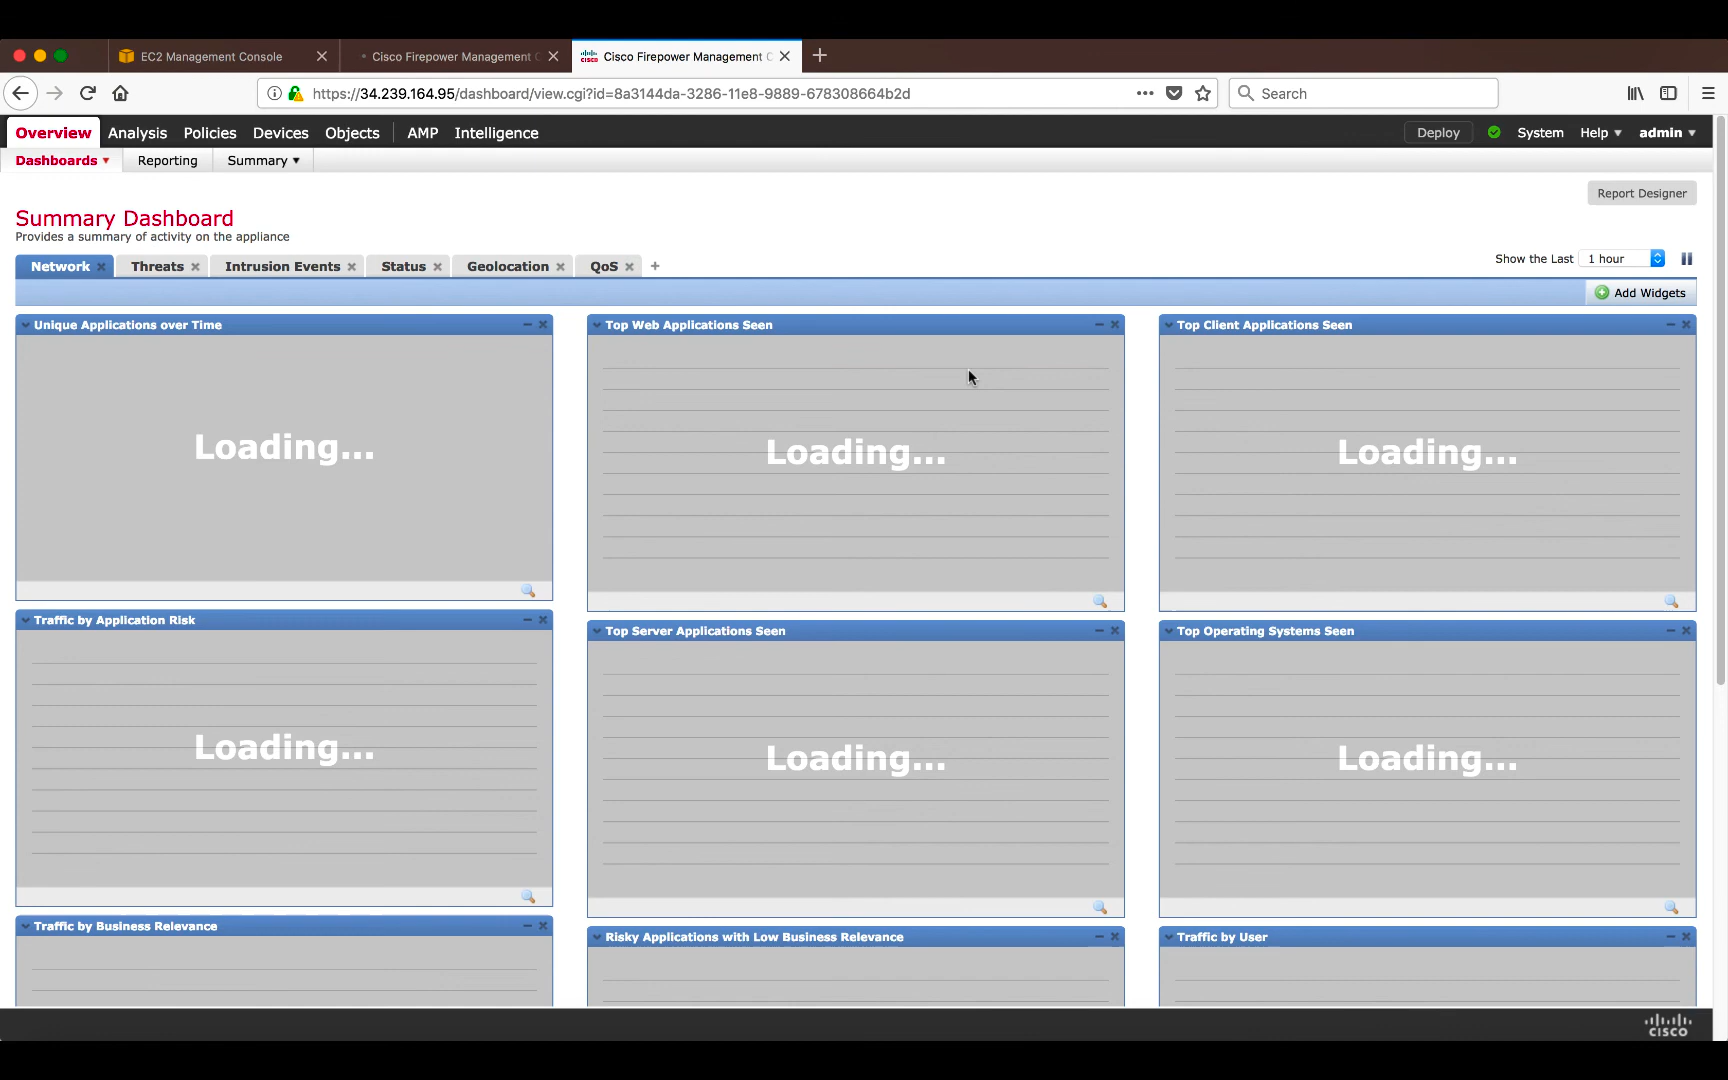 EC2 Management Console
Cisco Firepower Management C
Cisco Firepower Management C
https://34.239.164.95/dashboard/view.cgi?id=8a3144da-3286-11e8-9889-678308664b2d
Search
Overview Analysis Policies Devices Objects AMP Intelligence
Deploy System Help admin
Dashboards Reporting Summary
Report Designer
Summary Dashboard
Provides a summary of activity on the appliance
Network Threats Intrusion Events Status Geolocation QoS
Show the Last 1 hour
Add Widgets
Unique Applications over Time
Loading...
Top Web Applications Seen
Loading...
Top Client Applications Seen
Loading...
Traffic by Application Risk
Loading...
Top Server Applications Seen
Loading...
Top Operating Systems Seen
Loading...
Traffic by Business Relevance
Risky Applications with Low Business Relevance
Traffic by User
CISCO